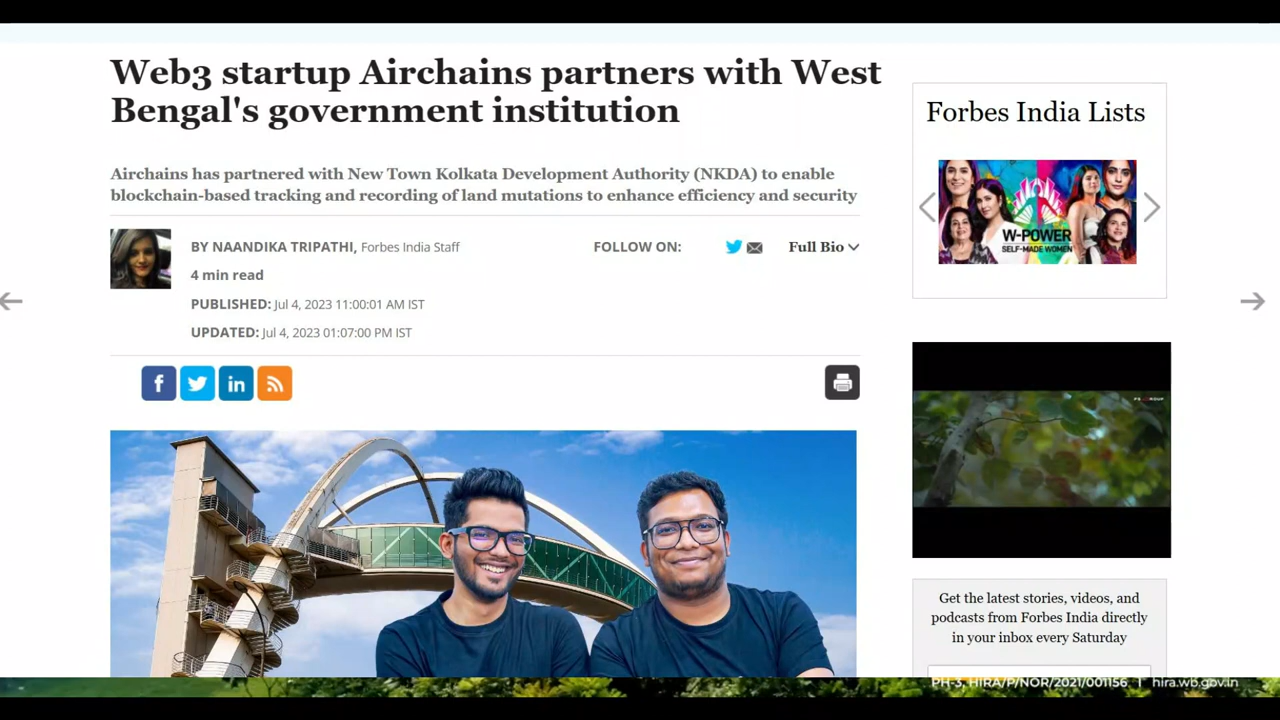 Web3 startup Airchains partners with West
Bengal's government institution
Airchains has partnered with New Town Kolkata Development Authority (NKDA) to enable
blockchain-based tracking and recording of land mutations to enhance efficiency and security
BY NAANDIKA TRIPATHI, Forbes India Staff
FOLLOW ON:
Full Bio
4 min read
PUBLISHED: Jul 4, 2023 11:00:01 AM IST
UPDATED: Jul 4, 2023 01:07:00 PM IST
f
in
Forbes India Lists
W-POWER
SELF-MADE WOMEN
PS GROUP
Get the latest stories, videos, and
podcasts from Forbes India directly
in your inbox every Saturday
PH-3, HIRA/P/NOR/2021/001156. | hira.wb.gov.in